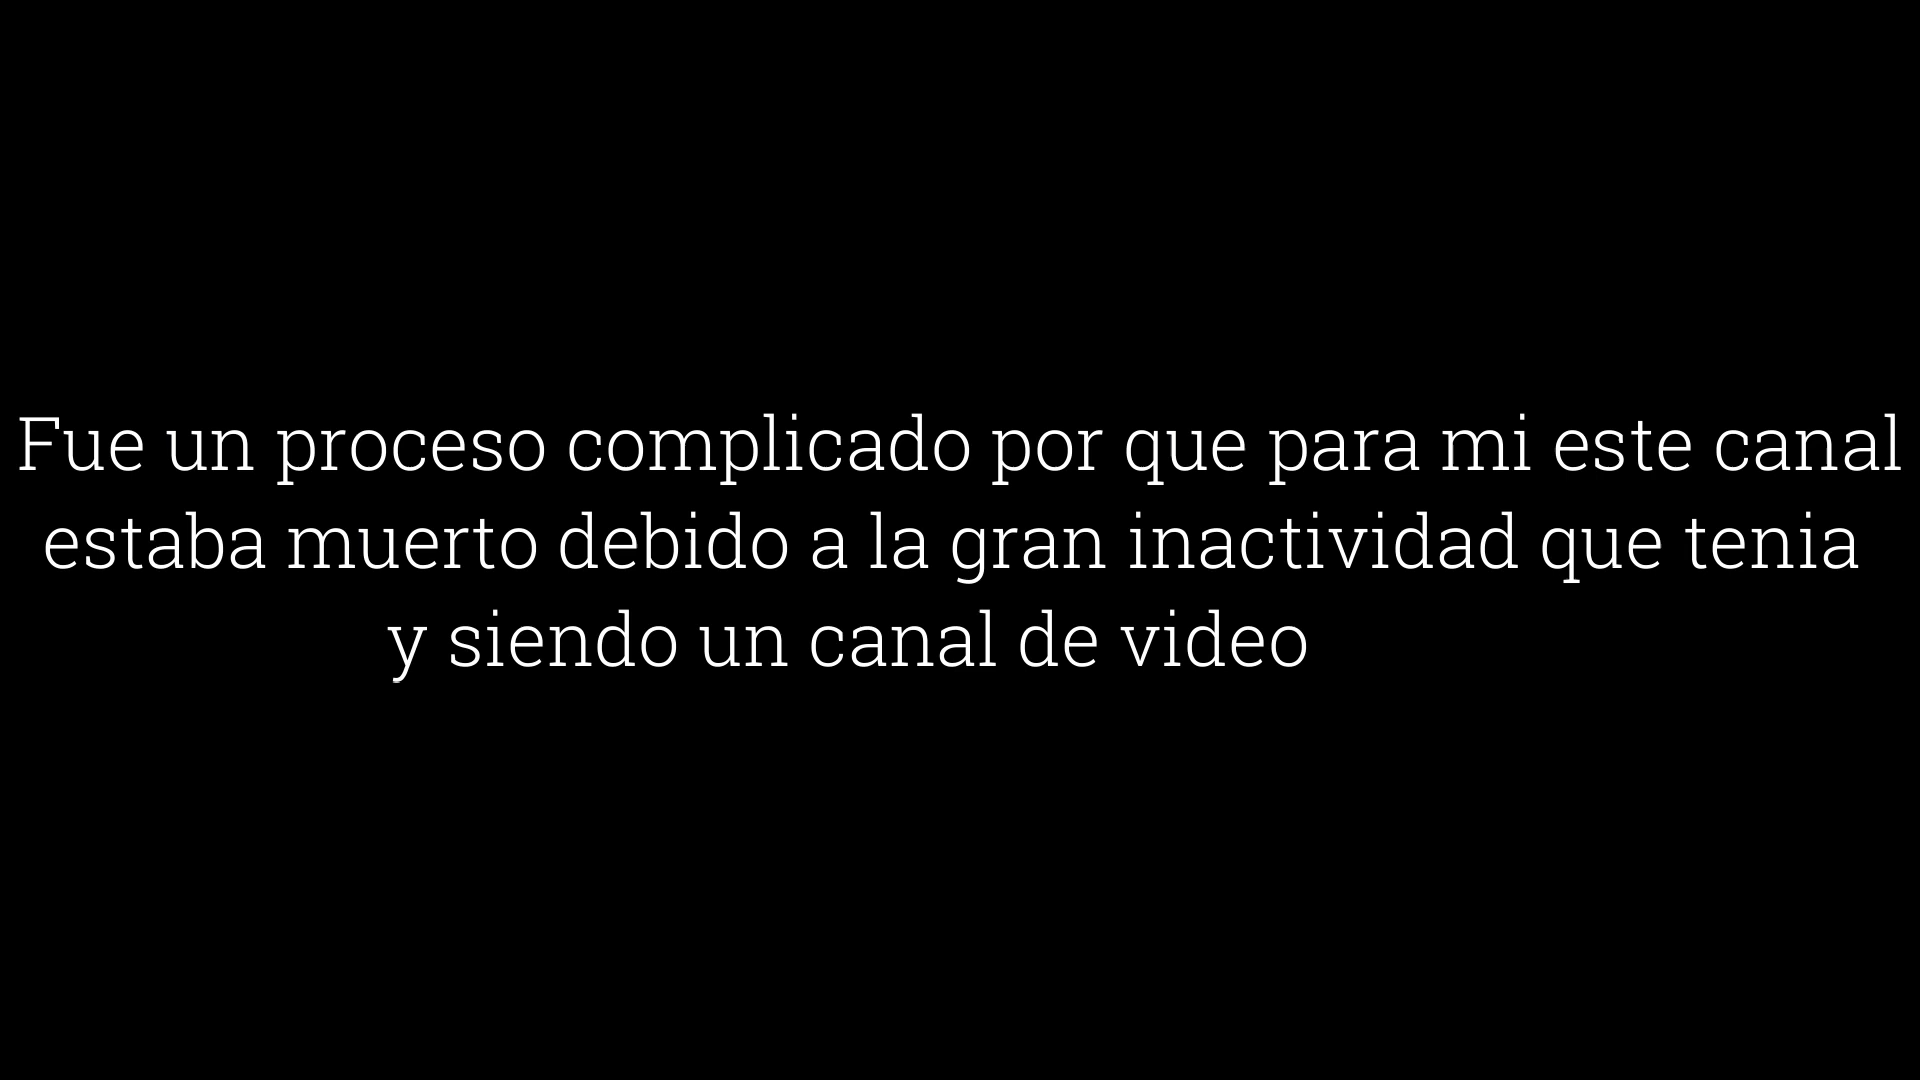 Fue un proceso complicado por que para mi este canal
estaba muerto debido a la gran inactividad que tenia
y siendo un canal de video